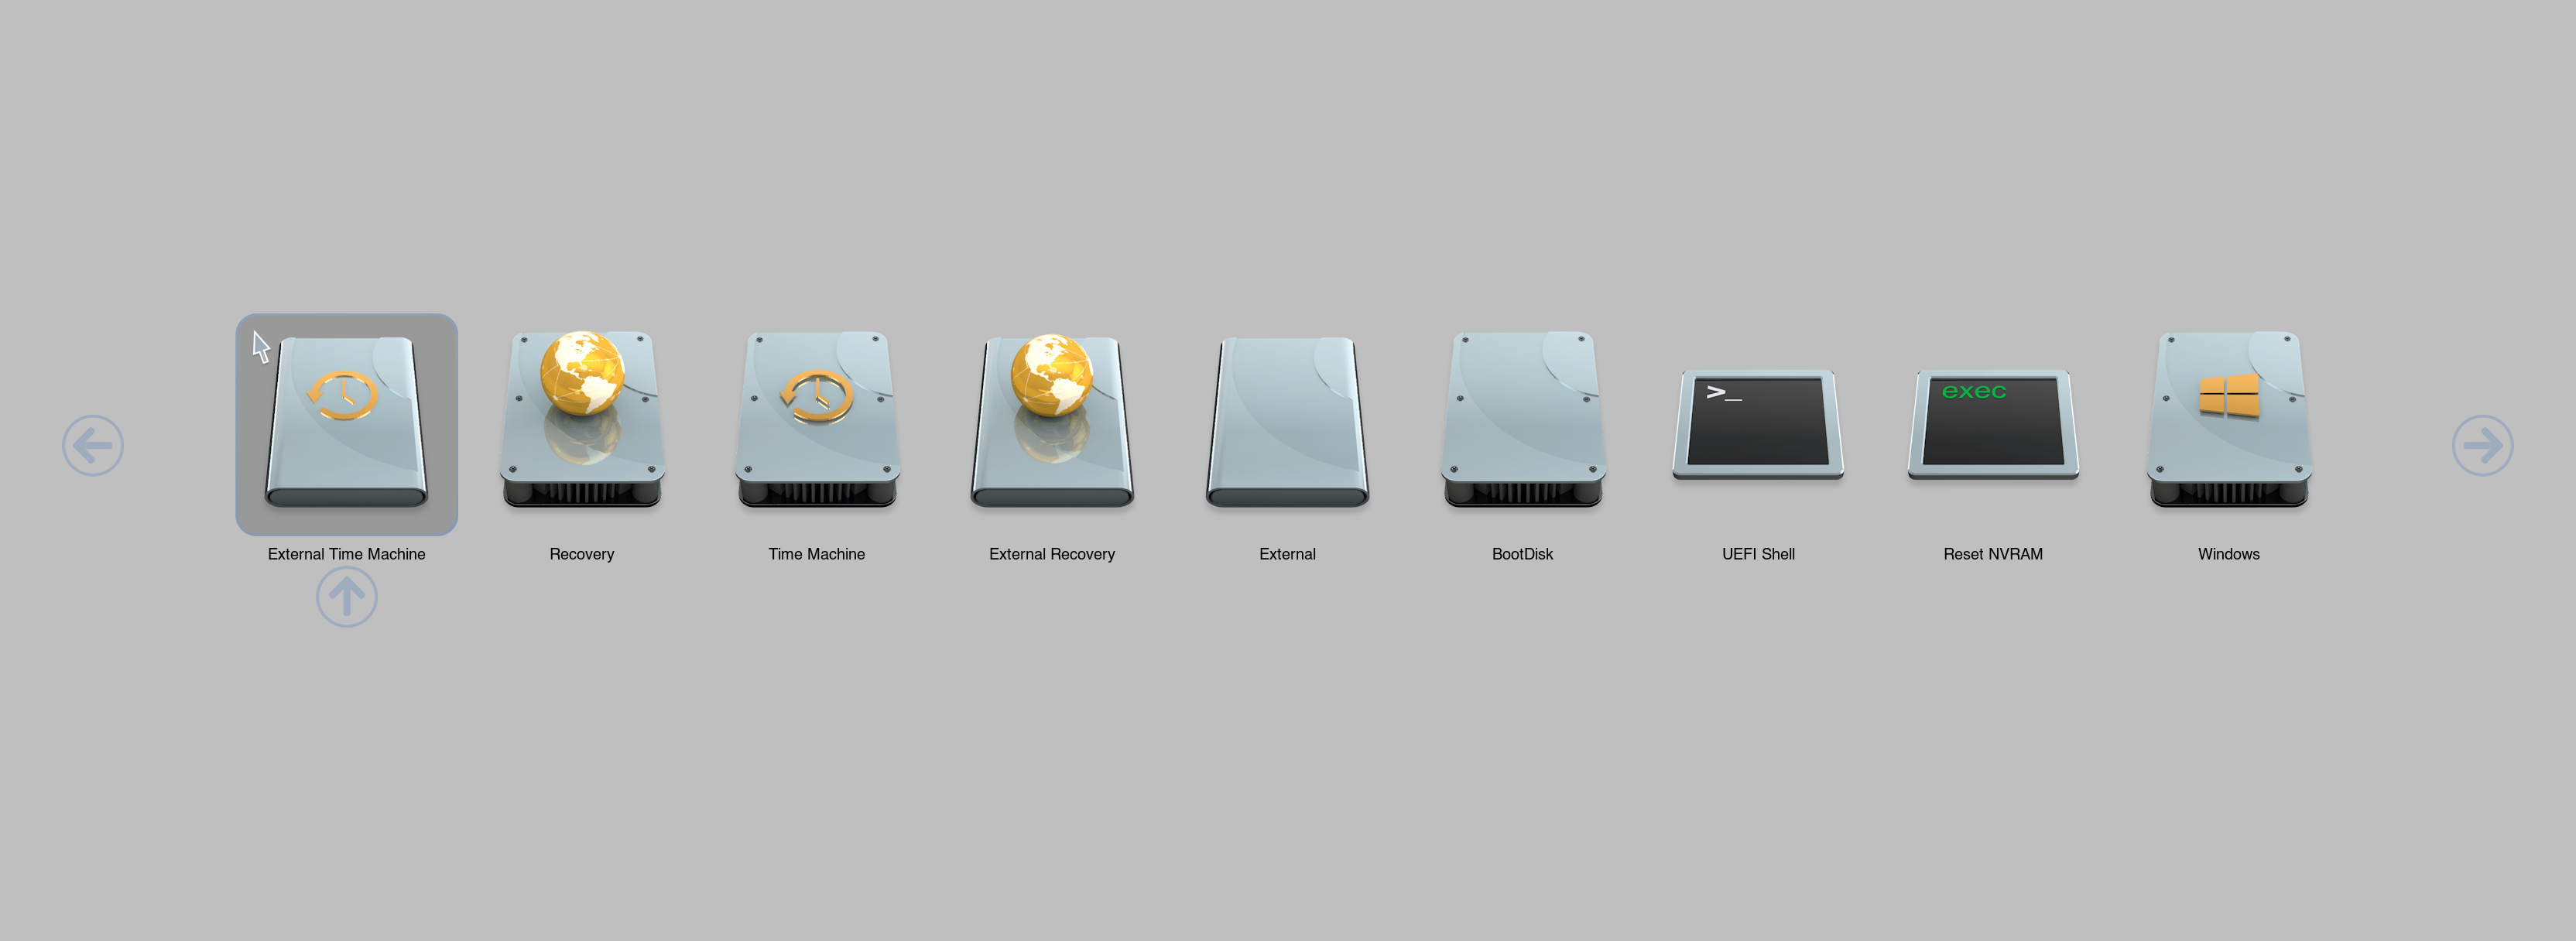 >_
exec
External Time Machine
Recovery
Time Machine
External Recovery
External
BootDisk
UEFI Shell
Reset NVRAM
Windows